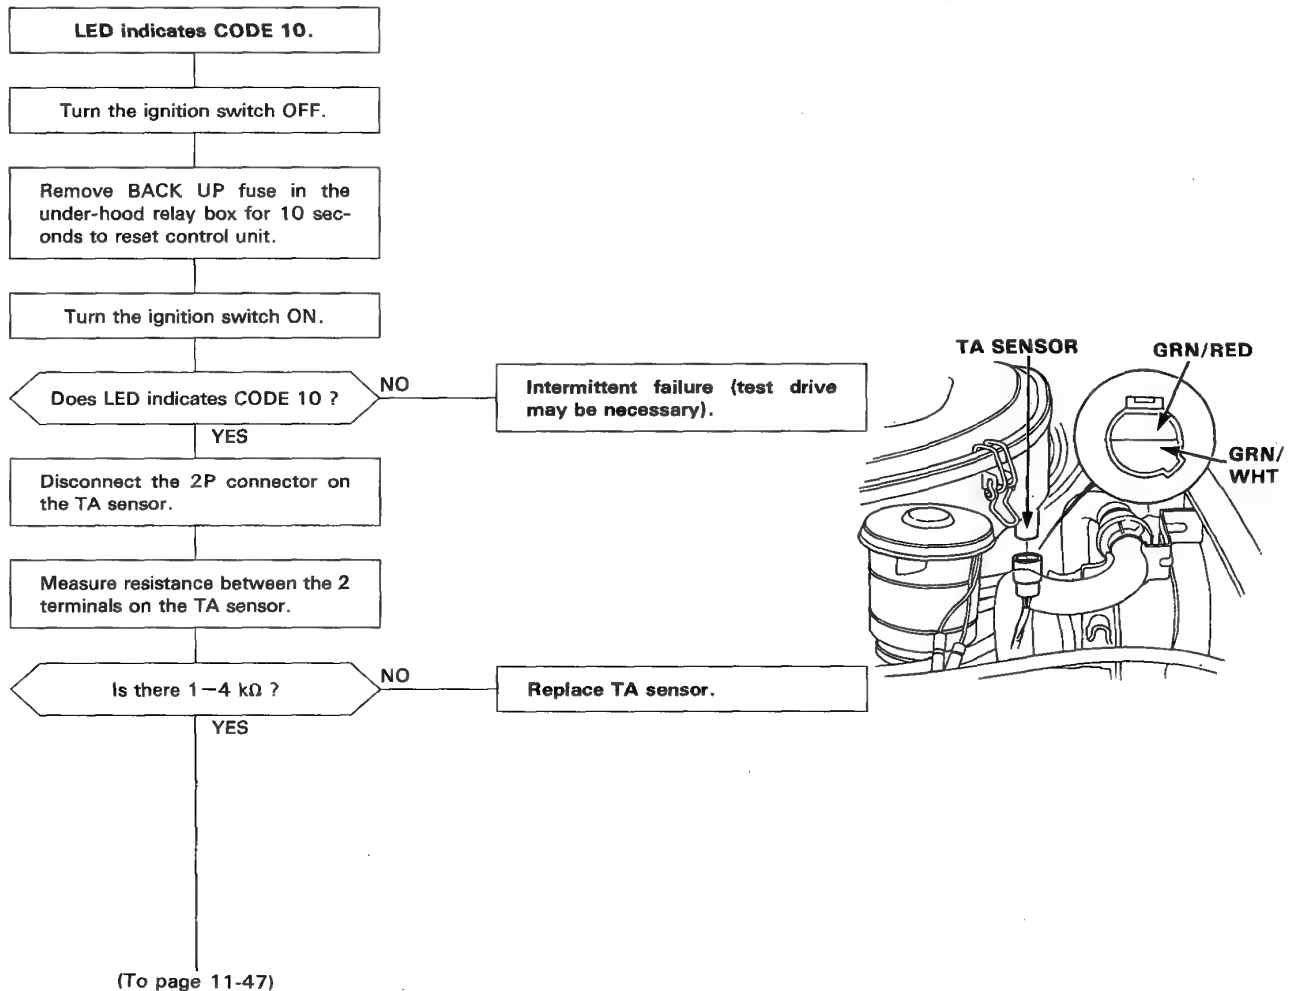 LED indicates CODE 10.
Turn the ignition switch OFF.
Remove BACK UP fuse in the
under-hood relay box for 10 sec-
onds to reset control unit.
Turn the ignition switch ON.
Does LED indicates CODE 10 ?
NO
Intermittent failure (test drive
may be necessary).
YES
Disconnect the 2P connector on
the TA sensor.
Measure resistance between the 2
terminals on the TA sensor.
Is there 1—4 kΩ ?
NO
Replace TA sensor.
YES
(To page 11-47)
TA SENSOR
GRN/RED
GRN/
WHT